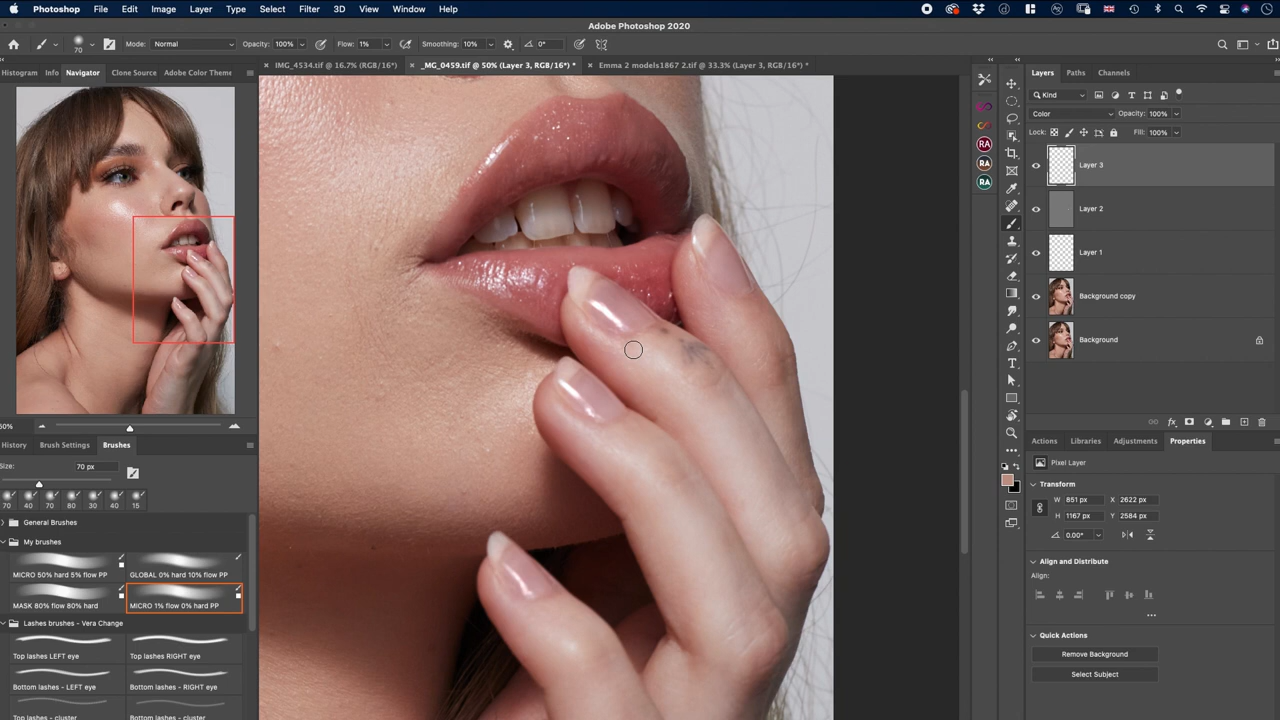 Photoshop File Edit Image Layer Type Select Filter 3D View Window Help
Adobe Photoshop 2020
70 Mode: Normal Opacity: 100% Flow: 1% Smoothing: 10% 0°
Histogram Info Navigator Clone Source Adobe Color Theme
IMG_4534.tif @ 16.7% (RGB/16*) _MG_0459.tif @ 50% (Layer 3, RGB/16*) * Emma 2 models1867 2.tif @ 33.3% (Layer 3, RGB/16*) *
Layers Paths Channels
Kind
Color Opacity: 100%
Lock: Fill: 100%
RA
RA
RA
Layer 3
Layer 2
Layer 1
Background copy
Background
fx
Actions Libraries Adjustments Properties
Pixel Layer
Transform
W 851 px X 2622 px
H 1167 px Y 2584 px
0.00°
Align and Distribute
Align:
Quick Actions
Remove Background
Select Subject
50%
History Brush Settings Brushes
Size: 70 px
70 40 70 80 30 40 15
General Brushes
My brushes
MICRO 50% hard 5% flow PP GLOBAL 0% hard 10% flow PP
MASK 80% flow 80% hard MICRO 1% flow 0% hard PP
Lashes brushes - Vera Change
Top lashes LEFT eye Top lashes RIGHT eye
Bottom lashes - LEFT eye Bottom lashes - RIGHT eye
Top lashes - cluster Bottom lashes - cluster